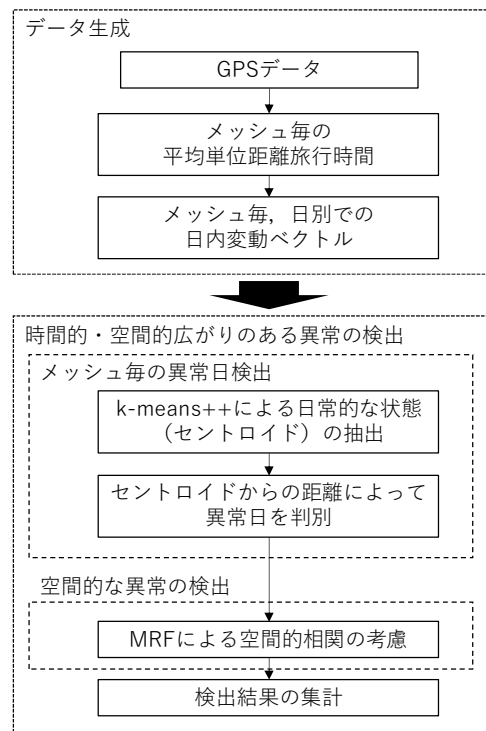 データ生成
GPSデータ
メッシュ毎の
平均単位距離旅行時間
メッシュ毎，日別での
日内変動ベクトル
時間的・空間的広がりのある異常の検出
メッシュ毎の異常日検出
k-means++による日常的な状態
（セントロイド）の抽出
セントロイドからの距離によって
異常日を判別
空間的な異常の検出
MRFによる空間的相関の考慮
検出結果の集計